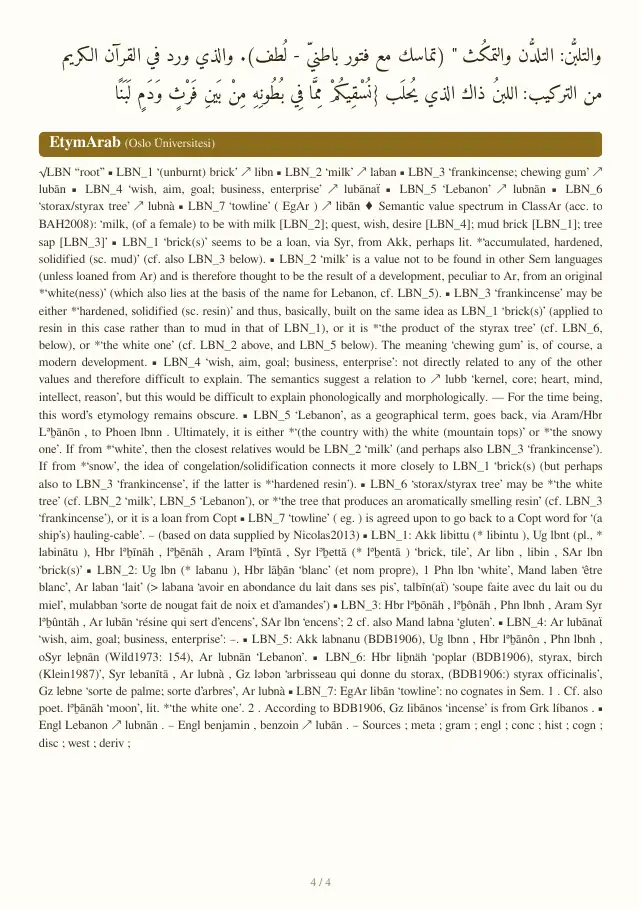 والتلبُّن: التلدُّن والتمكُث " (تماسك مع فتور باطنيّ - لُطف). والذي ورد في القرآن الكريم
من التركيب: اللبنُ ذاك الذي يُحلَب {نُسْقِيكُمْ مِمَّا فِي بُطُونِهِ مِنْ بَينِ فَرْثٍ وَدَمٍ لَبَنًا
EtymArab (Oslo Üniversitesi)
√LBN “root” ▪ LBN_1 ‘(unburnt) brick’ ↗ libn ▪ LBN_2 ‘milk’ ↗ laban ▪ LBN_3 ‘frankincense; chewing gum’ ↗
lubān ▪ LBN_4 ‘wish, aim, goal; business, enterprise’ ↗ lubānaẗ ▪ LBN_5 ‘Lebanon’ ↗ lubnān ▪ LBN_6
‘storax/styrax tree’ ↗ lubnà ▪ LBN_7 ‘towline’ ( EgAr ) ↗ libān ♦ Semantic value spectrum in ClassAr (acc. to
BAH2008): ‘milk, (of a female) to be with milk [LBN_2]; quest, wish, desire [LBN_4]; mud brick [LBN_1]; tree
sap [LBN_3]’ ▪ LBN_1 ‘brick(s)’ seems to be a loan, via Syr, from Akk, perhaps lit. *‘accumulated, hardened,
solidified (sc. mud)’ (cf. also LBN_3 below). ▪ LBN_2 ‘milk’ is a value not to be found in other Sem languages
(unless loaned from Ar) and is therefore thought to be the result of a development, peculiar to Ar, from an original
*‘white(ness)’ (which also lies at the basis of the name for Lebanon, cf. LBN_5). ▪ LBN_3 ‘frankincense’ may be
either *‘hardened, solidified (sc. resin)’ and thus, basically, built on the same idea as LBN_1 ‘brick(s)’ (applied to
resin in this case rather than to mud in that of LBN_1), or it is *‘the product of the styrax tree’ (cf. LBN_6,
below), or *‘the white one’ (cf. LBN_2 above, and LBN_5 below). The meaning ‘chewing gum’ is, of course, a
modern development. ▪ LBN_4 ‘wish, aim, goal; business, enterprise’: not directly related to any of the other
values and therefore difficult to explain. The semantics suggest a relation to ↗ lubb ‘kernel, core; heart, mind,
intellect, reason’, but this would be difficult to explain phonologically and morphologically. — For the time being,
this word's etymology remains obscure. ▪ LBN_5 ‘Lebanon’, as a geographical term, goes back, via Aram/Hbr
Lᵊḇānōn , to Phoen lbnn . Ultimately, it is either *‘(the country with) the white (mountain tops)’ or *‘the snowy
one’. If from *‘white’, then the closest relatives would be LBN_2 ‘milk’ (and perhaps also LBN_3 ‘frankincense’).
If from *‘snow’, the idea of congelation/solidification connects it more closely to LBN_1 ‘brick(s) (but perhaps
also to LBN_3 ‘frankincense’, if the latter is *‘hardened resin’). ▪ LBN_6 ‘storax/styrax tree’ may be *‘the white
tree’ (cf. LBN_2 ‘milk’, LBN_5 ‘Lebanon’), or *‘the tree that produces an aromatically smelling resin’ (cf. LBN_3
‘frankincense’), or it is a loan from Copt ▪ LBN_7 ‘towline’ ( eg. ) is agreed upon to go back to a Copt word for ‘(a
ship’s) hauling-cable’. – (based on data supplied by Nicolas2013) ▪ LBN_1: Akk libittu (* libintu ), Ug lbnt (pl., *
labinātu ), Hbr lᵊḇīnāh , lᵊḇēnāh , Aram lᵊḇīntā , Syr lᵊḇettā (* lᵊḇentā ) ‘brick, tile’, Ar libn , libin , SAr lbn
‘brick(s)’ ▪ LBN_2: Ug lbn (* labanu ), Hbr lāḇān ‘blanc’ (et nom propre), 1 Phn lbn ‘white’, Mand laben ‘être
blanc’, Ar laban ‘lait’ (> labana ‘avoir en abondance du lait dans ses pis’, talbīn(aẗ) ‘soupe faite avec du lait ou du
miel’, mulabban ‘sorte de nougat fait de noix et d’amandes’) ▪ LBN_3: Hbr lᵊḇōnāh , lᵊḇônāh , Phn lbnh , Aram Syr
lᵊḇûntāh , Ar lubān ‘résine qui sert d’encens’, SAr lbn ‘encens’; 2 cf. also Mand labna ‘gluten’. ▪ LBN_4: Ar lubānaẗ
‘wish, aim, goal; business, enterprise’: –. ▪ LBN_5: Akk labnanu (BDB1906), Ug lbnn , Hbr lᵊḇānôn , Phn lbnh ,
oSyr leḇnān (Wild1973: 154), Ar lubnān ‘Lebanon’. ▪ LBN_6: Hbr liḇnäh ‘poplar (BDB1906), styrax, birch
(Klein1987)’, Syr lebanītā , Ar lubnà , Gz ləbən ‘arbrisseau qui donne du storax, (BDB1906:) styrax officinalis’,
Gz lebne ‘sorte de palme; sorte d’arbres’, Ar lubnà ▪ LBN_7: EgAr libān ‘towline’: no cognates in Sem. 1 . Cf. also
poet. lᵊḇānāh ‘moon’, lit. *‘the white one’. 2 . According to BDB1906, Gz libānos ‘incense’ is from Grk líbanos . ▪
Engl Lebanon ↗ lubnān . – Engl benjamin , benzoin ↗ lubān . – Sources ; meta ; gram ; engl ; conc ; hist ; cogn ;
disc ; west ; deriv ;
4 / 4